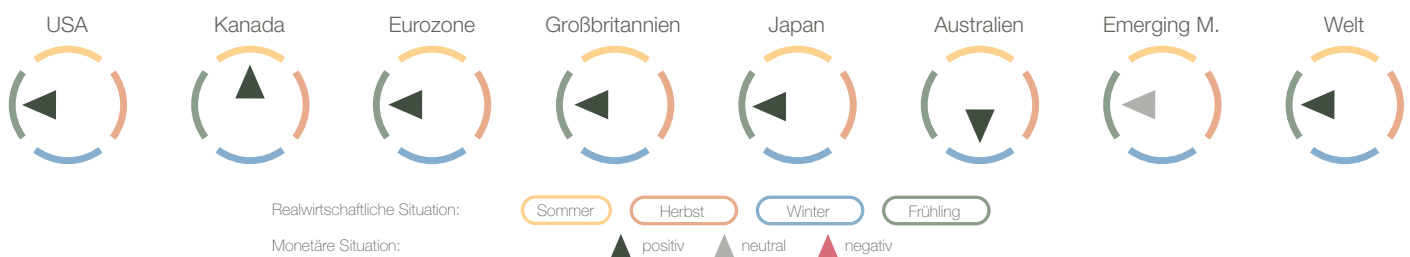 USA Kanada Eurozone Großbritannien Japan Australien Emerging M. Welt
Realwirtschaftliche Situation: Sommer Herbst Winter Frühling
Monetäre Situation: positiv neutral negativ